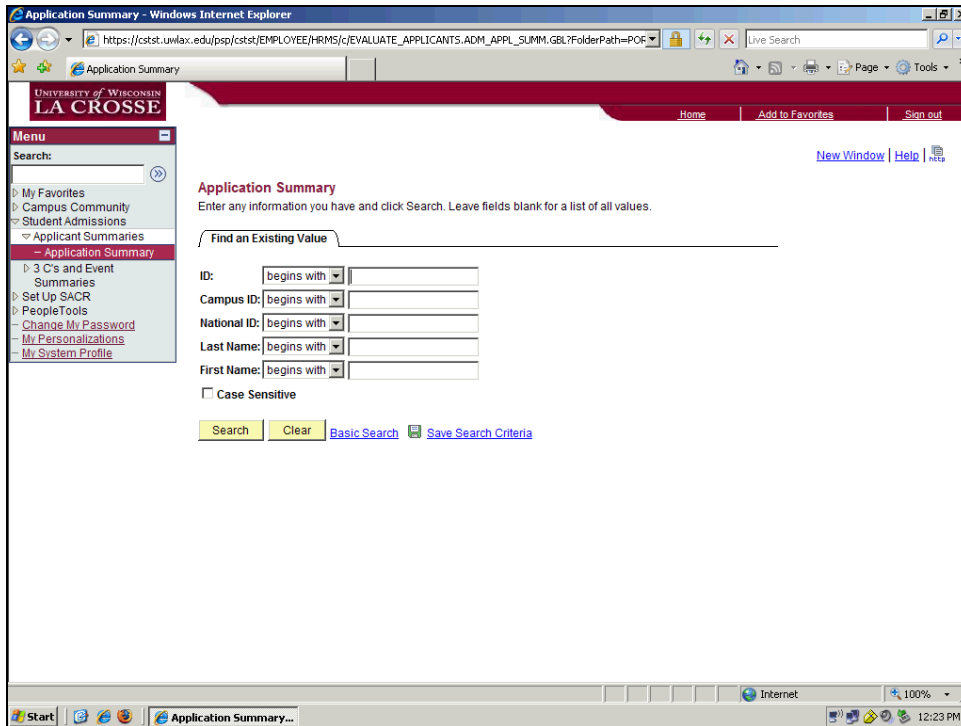 Application Summary - Windows Internet Explorer
https://cstst.uwlax.edu/psp/cstst/EMPLOYEE/HRMS/c/EVALUATE_APPLICANTS.ADM_APPL_SUMM.GBL?FolderPath=POF
Live Search
Application Summary
Page
Tools
UNIVERSITY of WISCONSIN
LA CROSSE
Home
Add to Favorites
Sign out
Menu
Search:
My Favorites
Campus Community
Student Admissions
Applicant Summaries
– Application Summary
3 C's and Event
Summaries
Set Up SACR
PeopleTools
– Change My Password
– My Personalizations
– My System Profile
New Window | Help |
http
Application Summary
Enter any information you have and click Search. Leave fields blank for a list of all values.
Find an Existing Value
ID: begins with
Campus ID: begins with
National ID: begins with
Last Name: begins with
First Name: begins with
Case Sensitive
Search Clear Basic Search Save Search Criteria
Internet 100%
Start Application Summary... 12:23 PM